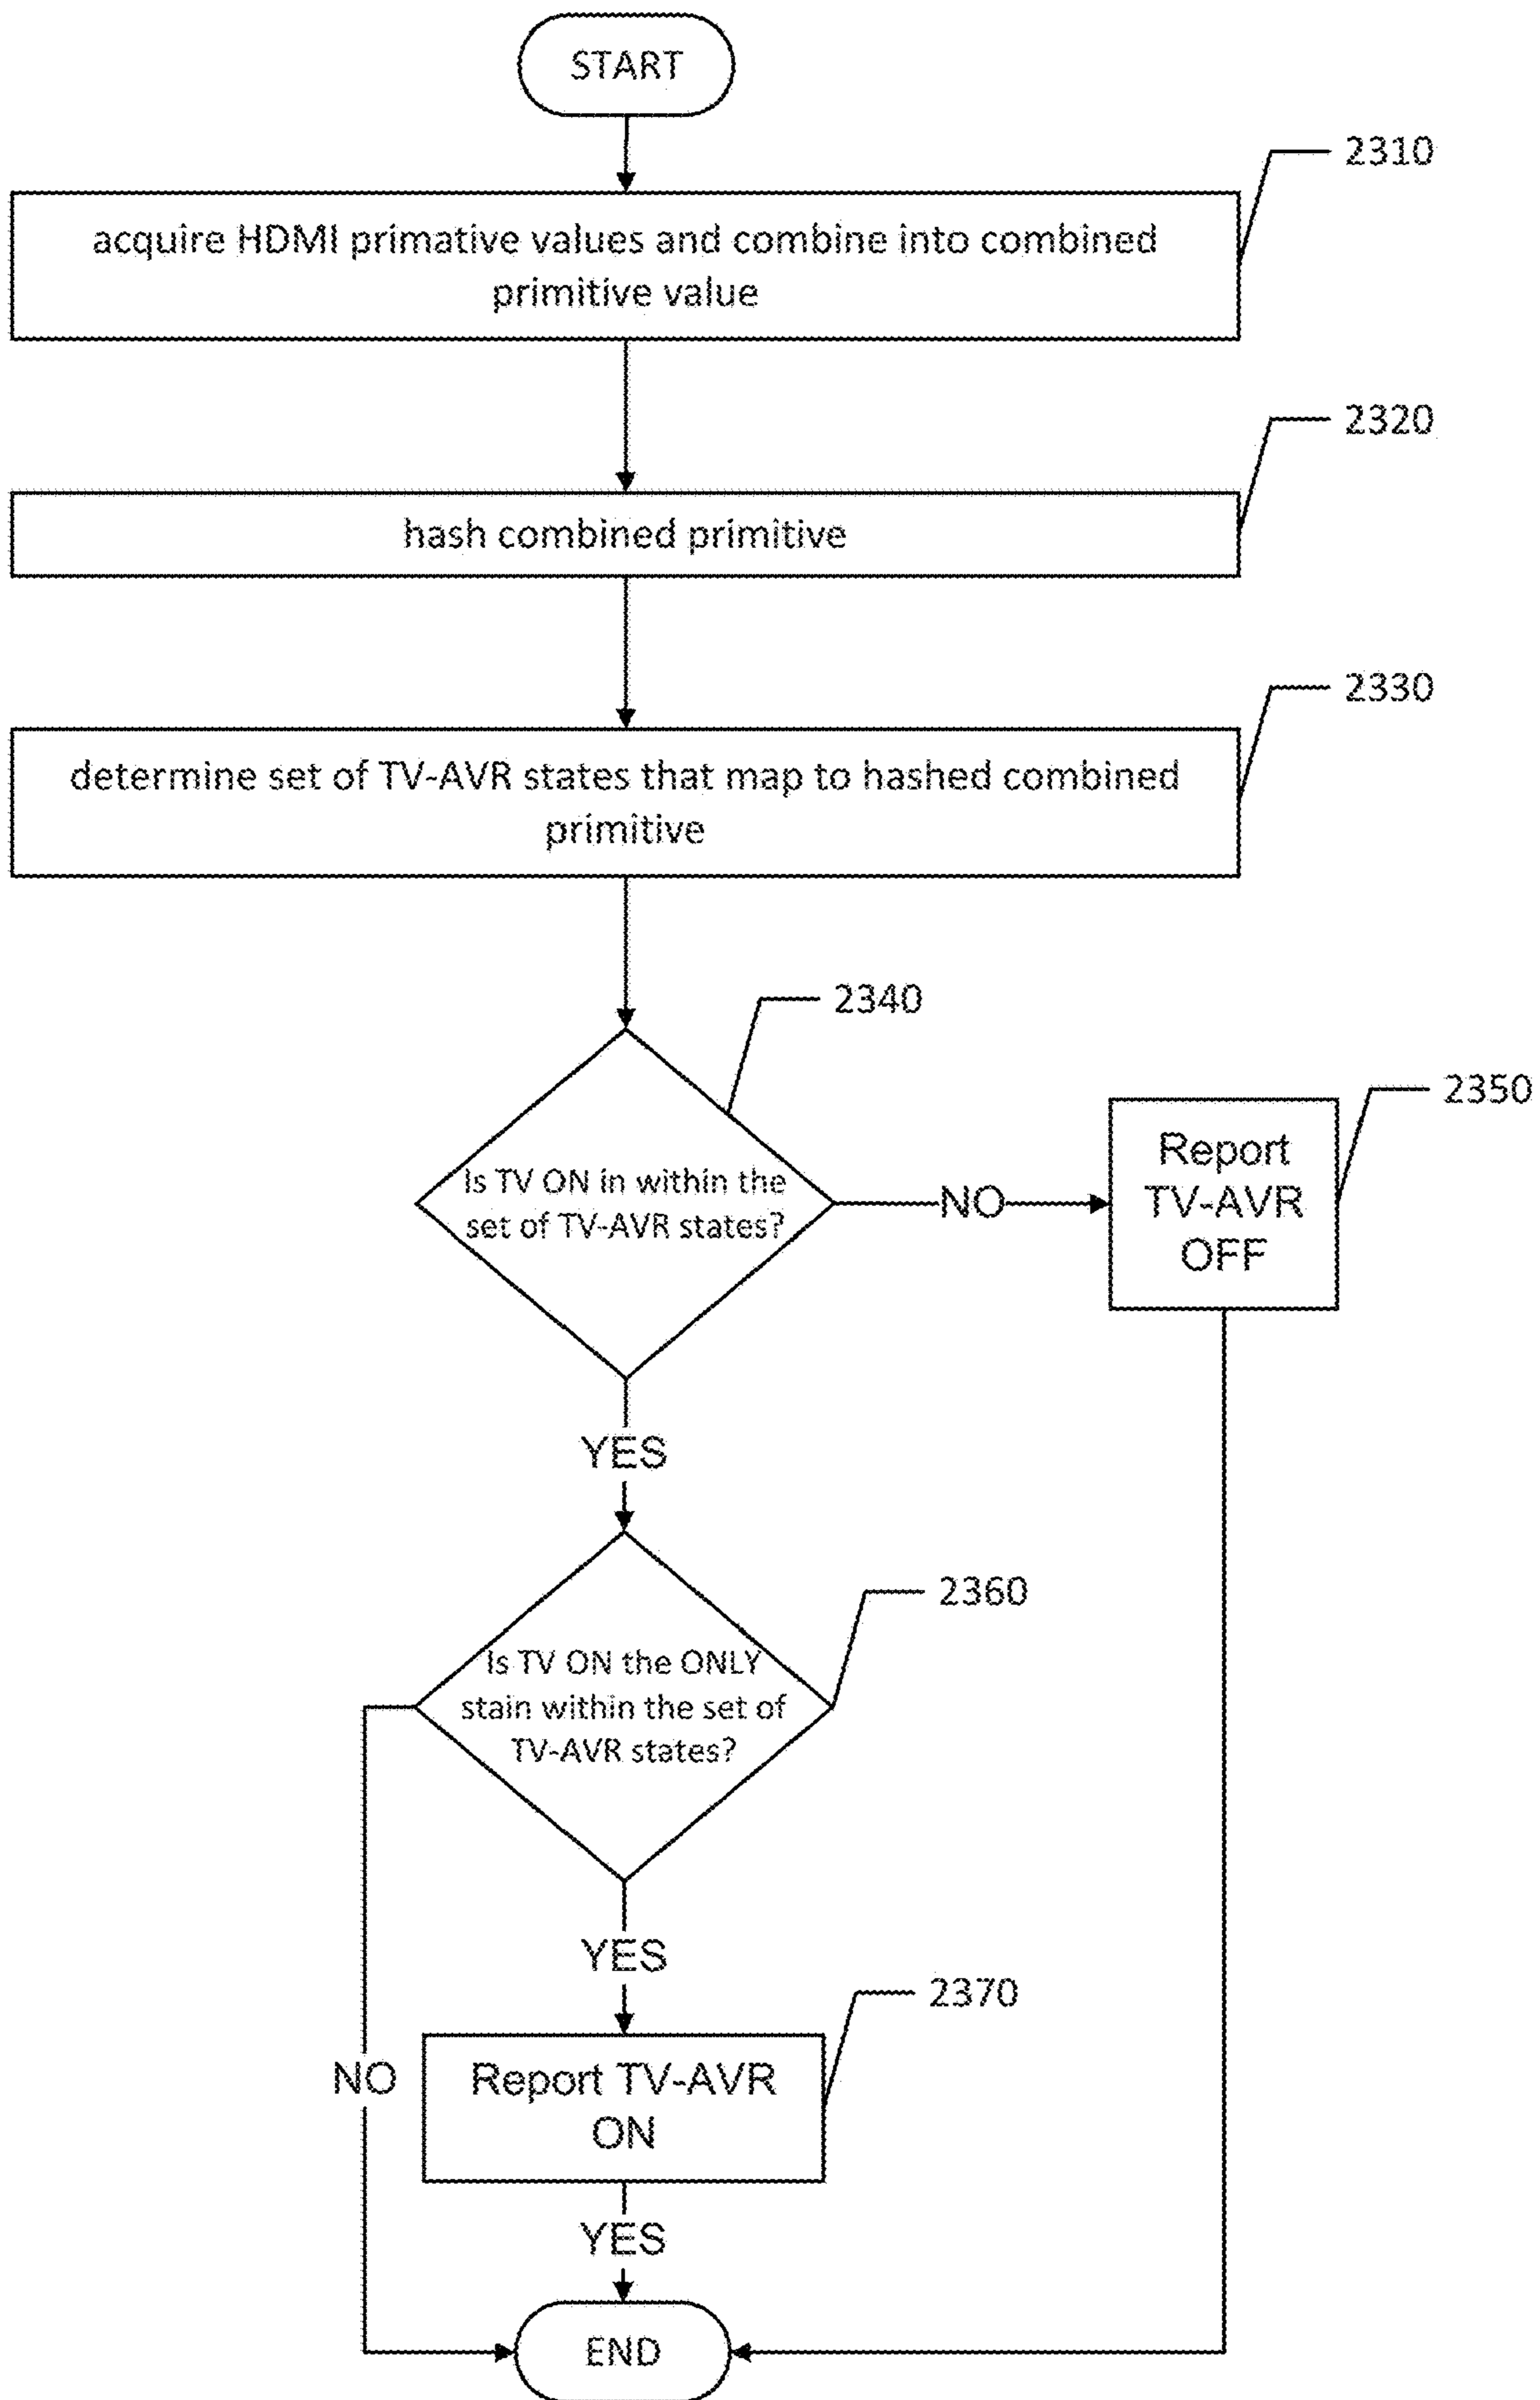 START
2310
acquire HDMI primative values and combine into combined
primitive value
2320
hash combined primitive
2330
determine set of TV-AVR states that map to hashed combined
primitive
2340
Is TV ON in within the
set of TV-AVR states?
NO
2350
Report
TV-AVR
OFF
YES
2360
Is TV ON the ONLY
stain within the set of
TV-AVR states?
YES
2370
NO
Report TV-AVR
ON
YES
END